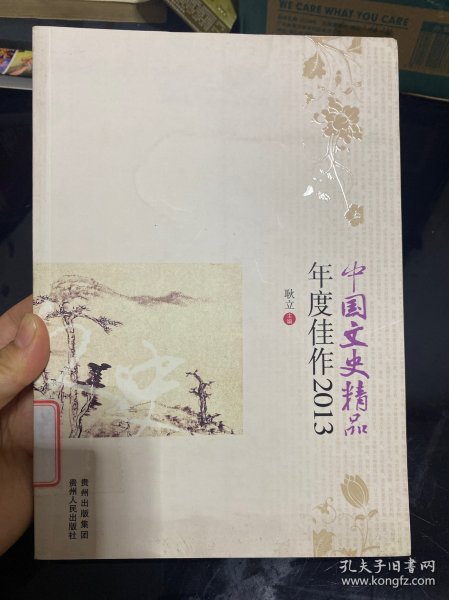 WE CARE WHAT YOU CARE
中国文史精品
年度佳作2013
耿立 主编
文史
贵州出版集团
贵州人民出版社
孔夫子旧书网
www.kongfz.com